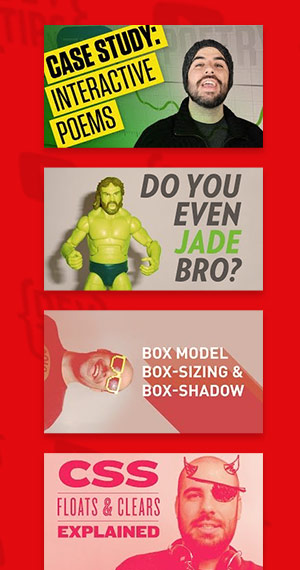 CASE STUDY:
INTERACTIVE
POEMS
DO YOU
EVEN
JADE
BRO?
BOX MODEL
BOX-SIZING &
BOX-SHADOW
CSS
FLOATS & CLEARS
EXPLAINED